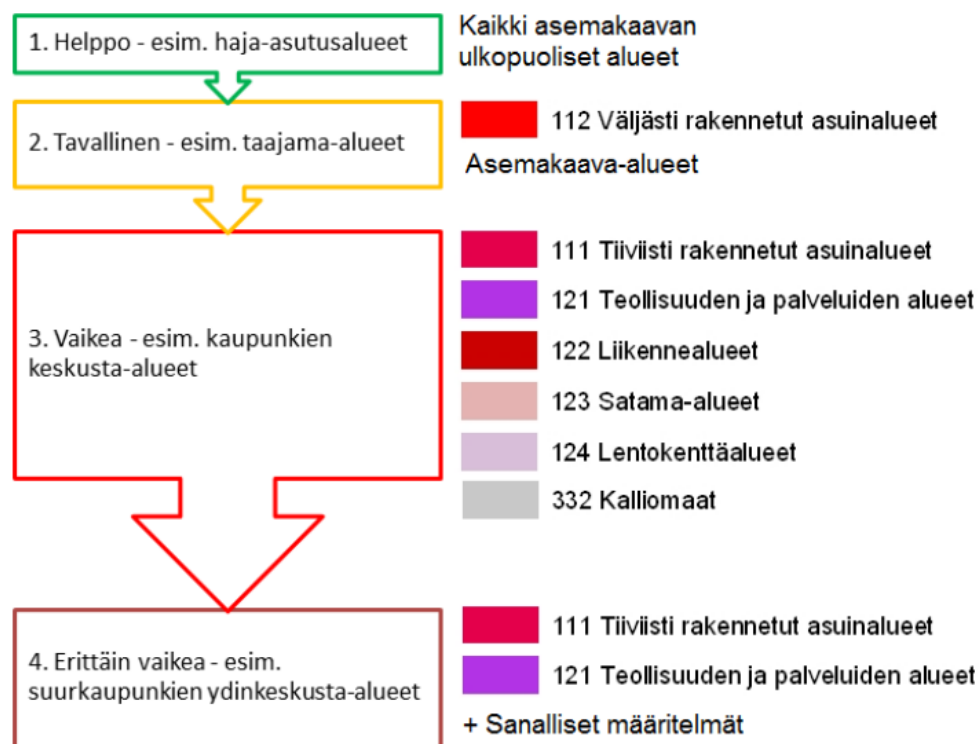 1. Helppo - esim. haja-asutusalueet
Kaikki asemakaavan
ulkopuoliset alueet
2. Tavallinen - esim. taajama-alueet
112 Väljästi rakennetut asuinalueet
Asemakaava-alueet
3. Vaikea - esim. kaupunkien
keskusta-alueet
111 Tiiviisti rakennetut asuinalueet
121 Teollisuuden ja palveluiden alueet
122 Liikennealueet
123 Satama-alueet
124 Lentokenttäalueet
332 Kalliomaat
4. Erittäin vaikea - esim.
suurkaupunkien ydinkeskusta-alueet
111 Tiiviisti rakennetut asuinalueet
121 Teollisuuden ja palveluiden alueet
+ Sanalliset määritelmät